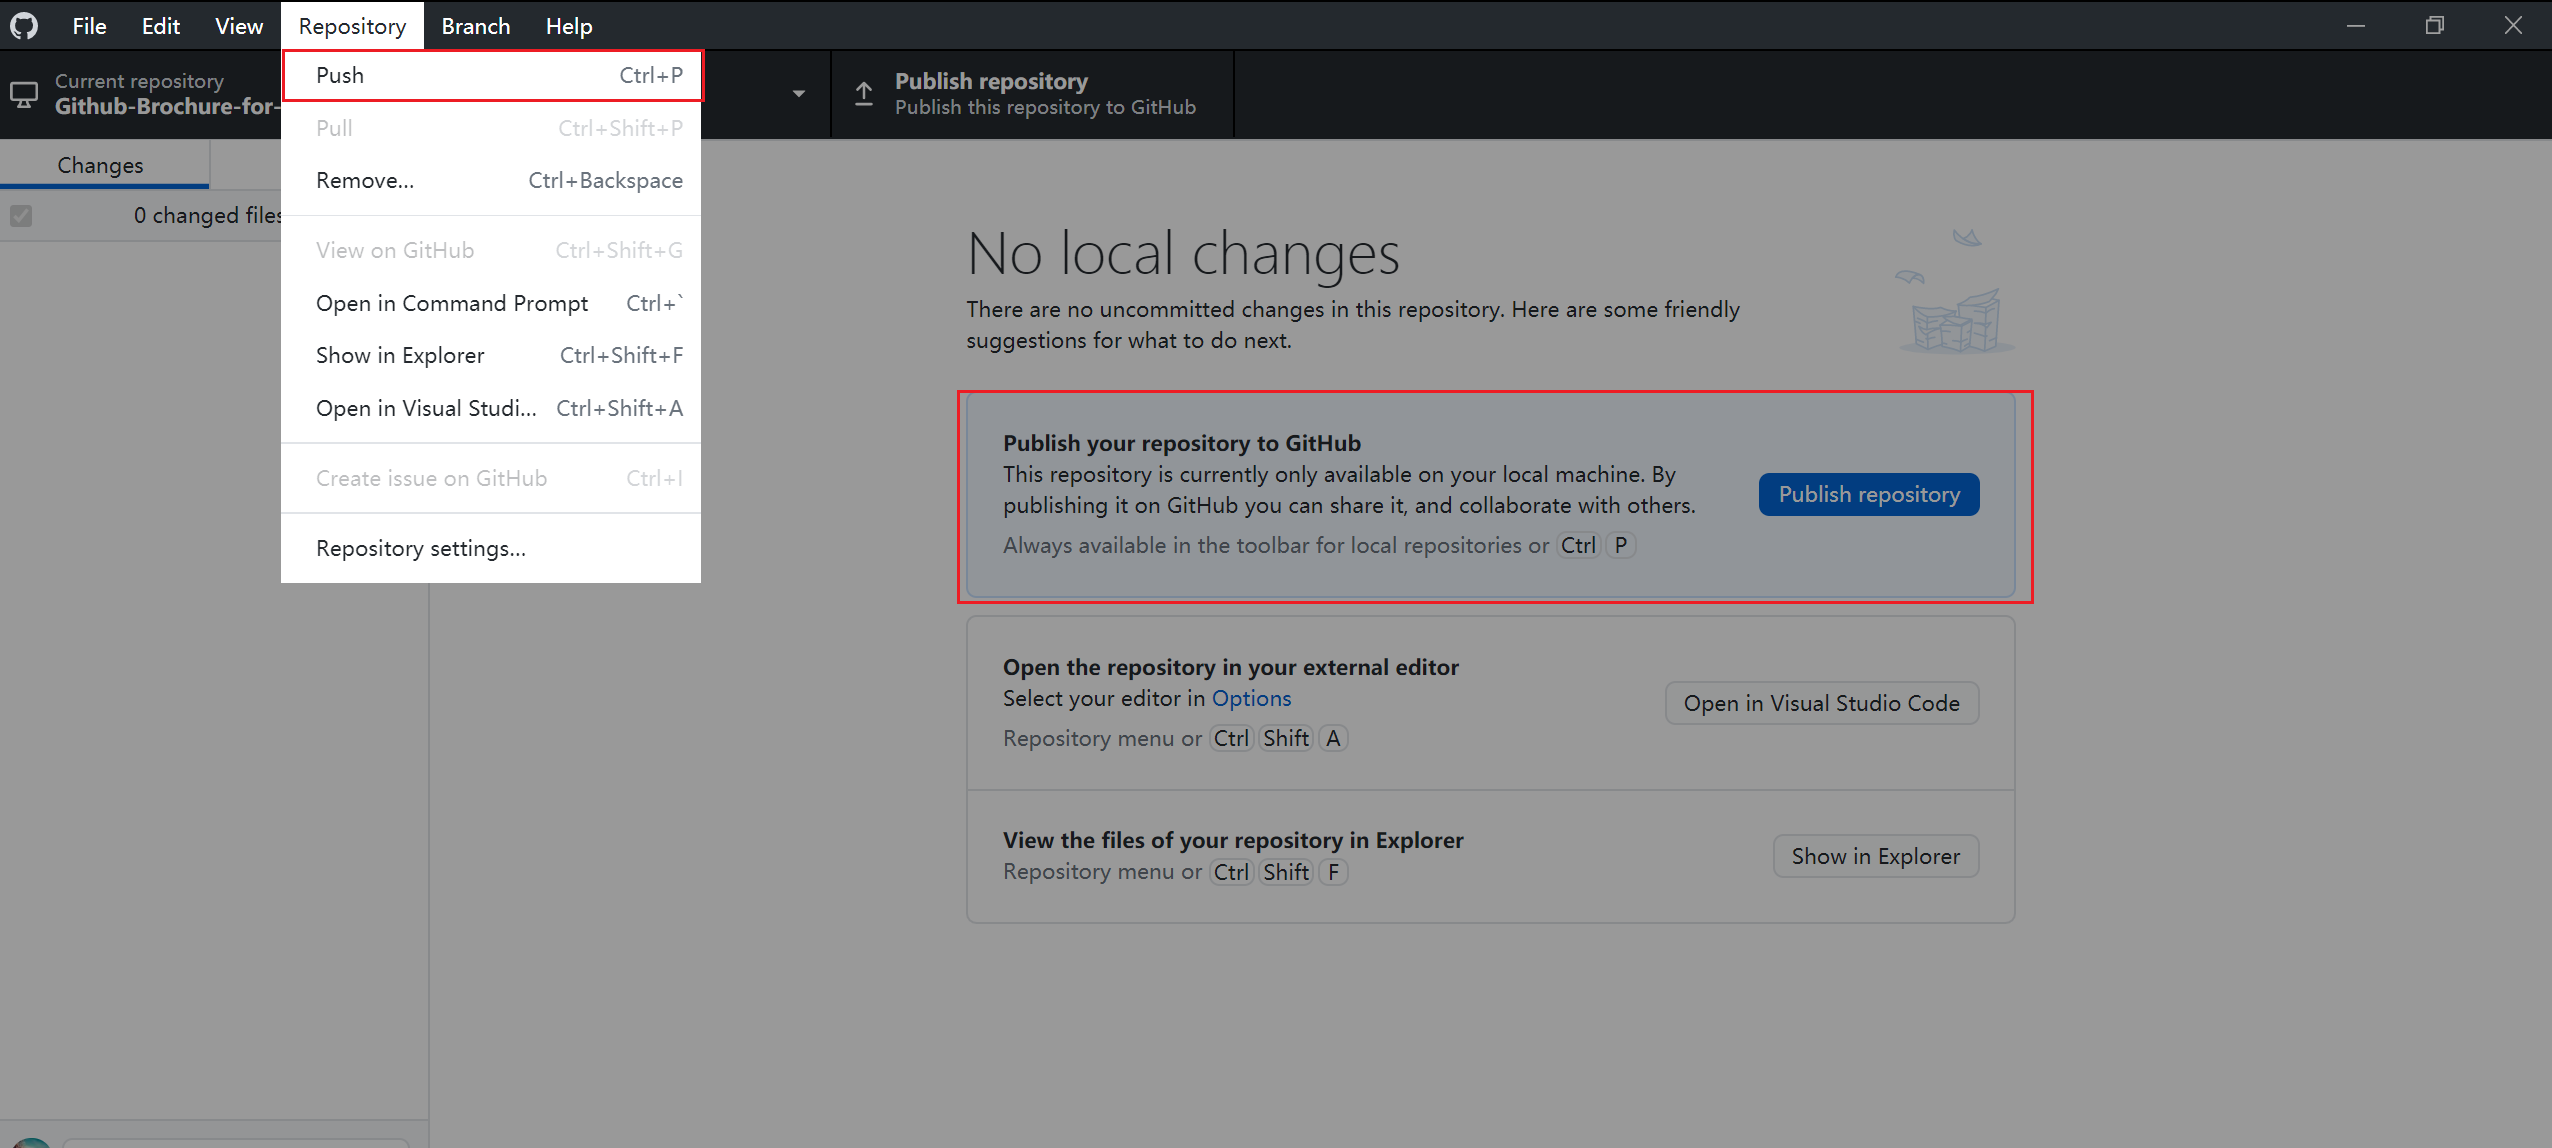 File Edit View Repository Branch Help
Current repository
Github-Brochure-for-
Push Ctrl+P
Pull Ctrl+Shift+P
Remove... Ctrl+Backspace
View on GitHub Ctrl+Shift+G
Open in Command Prompt Ctrl+`
Show in Explorer Ctrl+Shift+F
Open in Visual Studi... Ctrl+Shift+A
Create issue on GitHub Ctrl+I
Repository settings...
Publish repository
Publish this repository to GitHub
Changes
0 changed files
No local changes
There are no uncommitted changes in this repository. Here are some friendly
suggestions for what to do next.
Publish your repository to GitHub
This repository is currently only available on your local machine. By
publishing it on GitHub you can share it, and collaborate with others.
Always available in the toolbar for local repositories or Ctrl P
Publish repository
Open the repository in your external editor
Select your editor in Options
Repository menu or Ctrl Shift A
Open in Visual Studio Code
View the files of your repository in Explorer
Repository menu or Ctrl Shift F
Show in Explorer